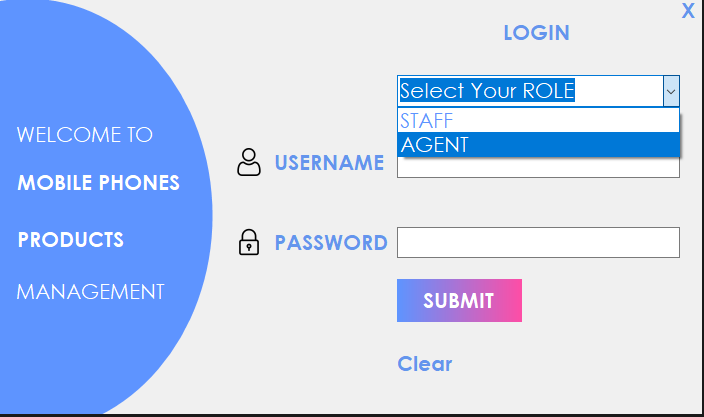 X
LOGIN
Select Your ROLE
STAFF
AGENT
USERNAME
PASSWORD
SUBMIT
Clear
WELCOME TO
MOBILE PHONES
PRODUCTS
MANAGEMENT